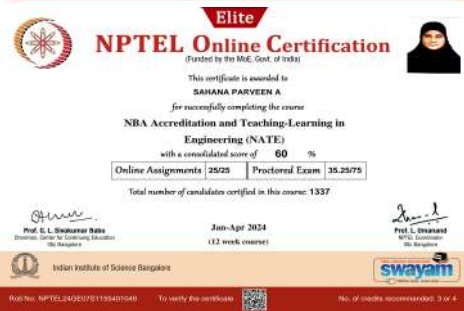 Elite
NPTEL Online Certification
(Funded by the MoE, Govt. of India)
This certificate is awarded to
SAHANA PARVEEN A
for successfully completing the course
NBA Accreditation and Teaching-Learning in
Engineering (NATE)
with a consolidated score of 60 %
Online Assignments 25/25 Proctored Exam 35.25/75
Total number of candidates certified in this course: 1337
Prof. G. L. Sivakumar Babu
Chairman, Center for Continuing Education
IISc Bangalore
Jan-Apr 2024
(12 week course)
Prof. L. Umanand
NPTEL Coordinator
IISc Bangalore
Indian Institute of Science Bangalore
swayam
Roll No: To verify the certificate No. of credits recommended: 3 or 4